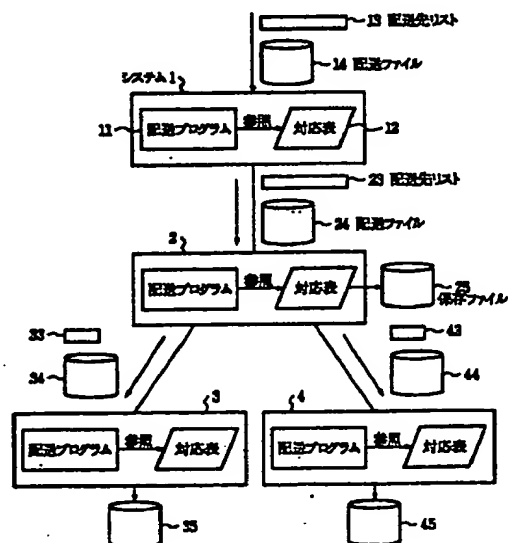 13 配送先リスト
14 配送ファイル
システム1
11
配送プログラム
参照
対応表
12
23 配送先リスト
24 配送ファイル
2
配送プログラム
参照
対応表
25
保存ファイル
33
34
43
44
3
配送プログラム
参照
対応表
4
配送プログラム
参照
対応表
35
45